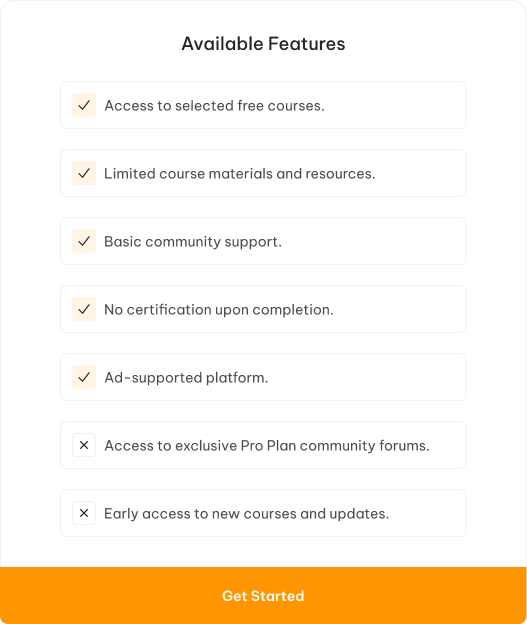 Available Features
Access to selected free courses.
Limited course materials and resources.
Basic community support.
No certification upon completion.
Ad-supported platform.
Access to exclusive Pro Plan community forums.
Early access to new courses and updates.
Get Started